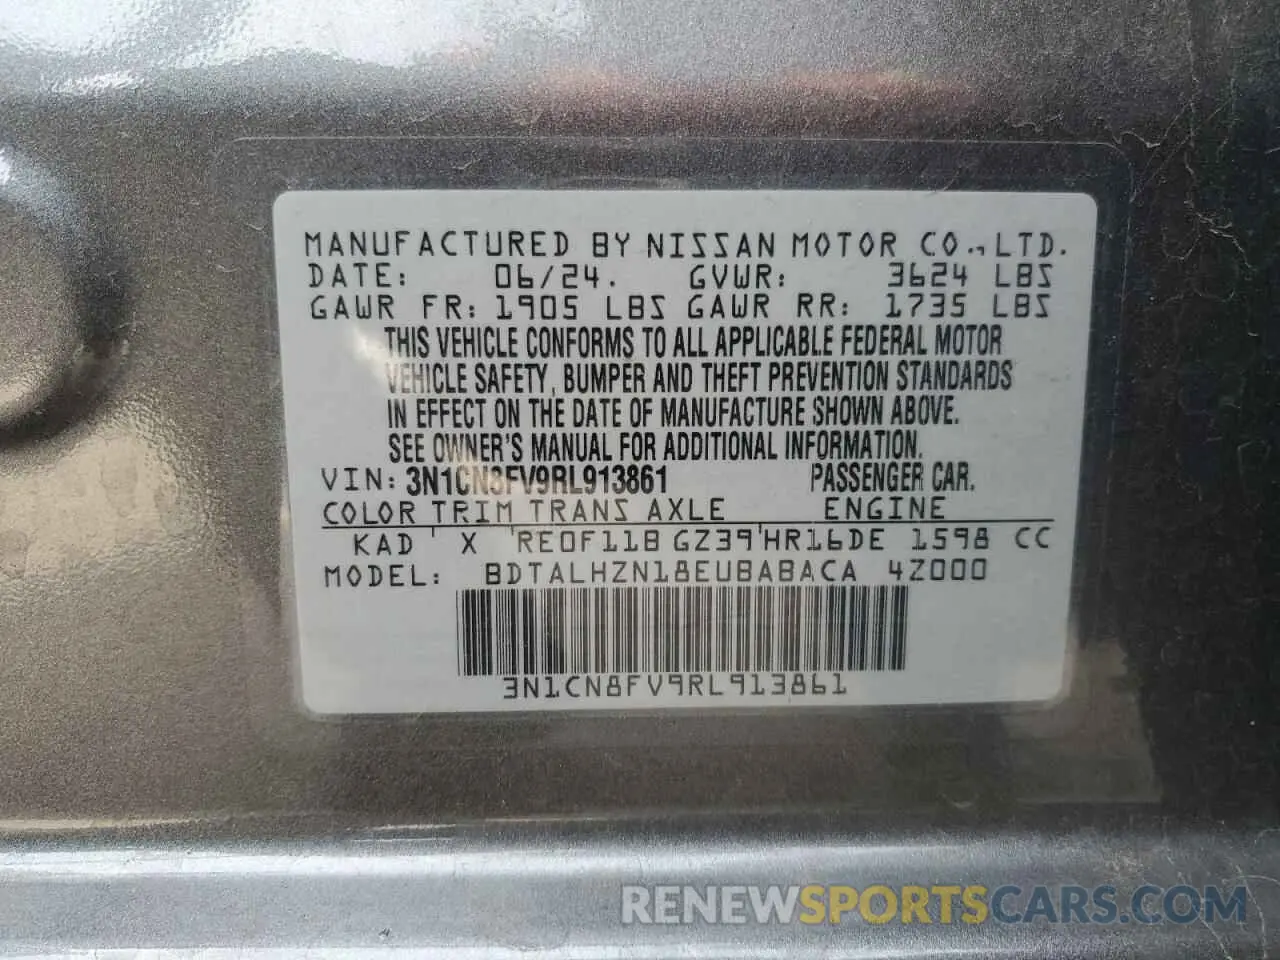 MANUFACTURED BY NISSAN MOTOR CO., LTD.
DATE: 06/24. GVWR: 3624 LBS
GAWR FR: 1905 LBS GAWR RR: 1735 LBS
THIS VEHICLE CONFORMS TO ALL APPLICABLE FEDERAL MOTOR
VEHICLE SAFETY, BUMPER AND THEFT PREVENTION STANDARDS
IN EFFECT ON THE DATE OF MANUFACTURE SHOWN ABOVE.
SEE OWNER'S MANUAL FOR ADDITIONAL INFORMATION.
VIN: 3N1CN8FV9RL913861 PASSENGER CAR.
COLOR TRIM TRANS AXLE ENGINE
KAD X RE0F11B GZ39 HR16DE 1598 CC
MODEL: BDTALHZN18EUBABACA 4Z000
3N1CN8FV9RL913861
RENEWSPORTSCARS.COM